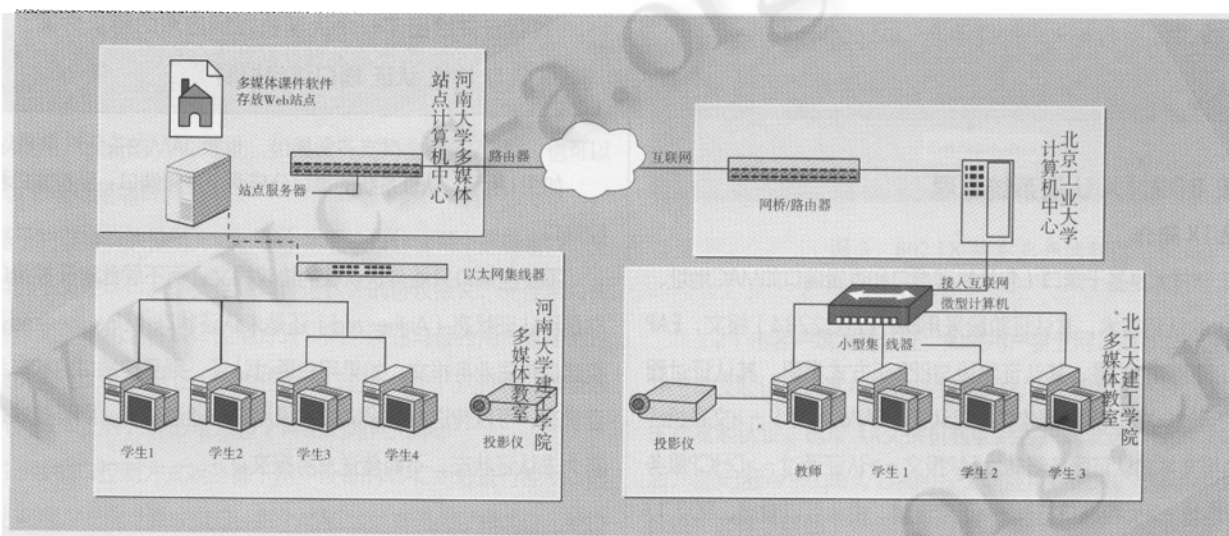 多媒体课件软件
存放Web站点
站点服务器
河南大学多媒体
站点计算机中心
路由器
互联网
网桥/路由器
北京工业大学
计算机中心
以太网集线器
学生1
学生2
学生3
学生4
投影仪
河南大学建工学院
多媒体教室
接入互联网
微型计算机
小型集线器
投影仪
教师
学生1
学生2
学生3
北工大建工学院
多媒体教室
www.c-s-a.org.cn